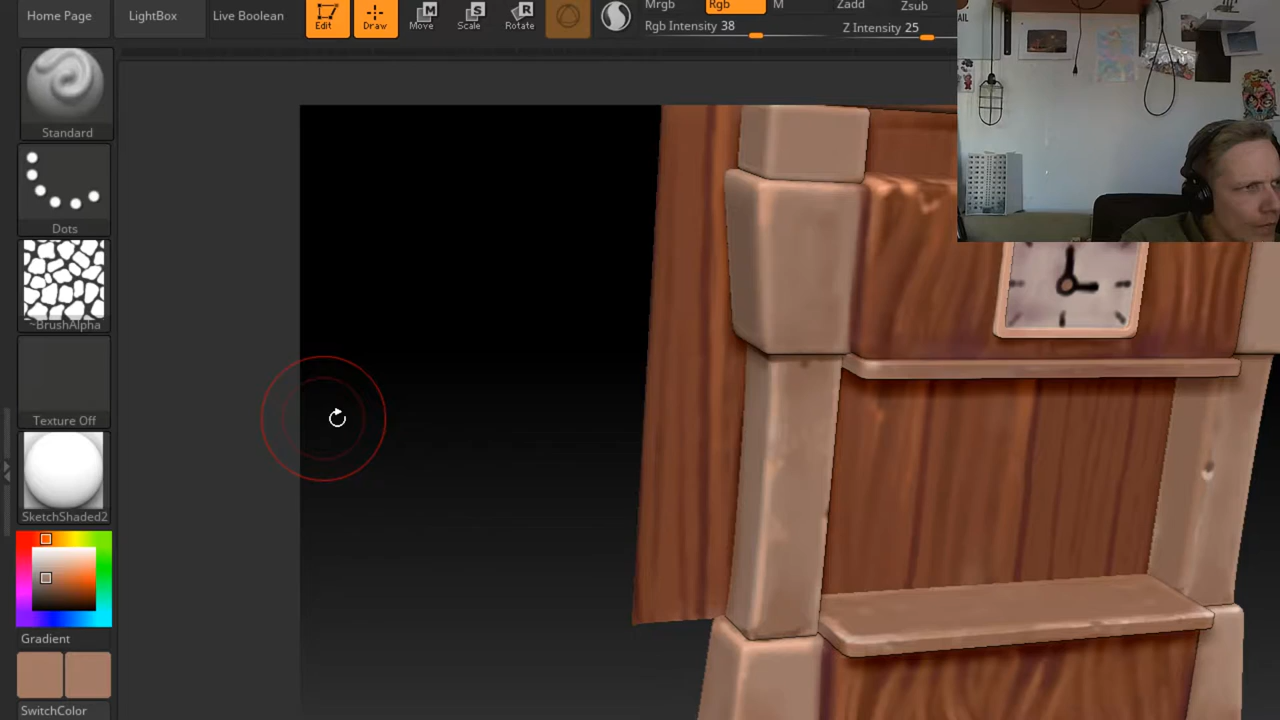 Home Page
LightBox
Live Boolean
Edit
Draw
Move
Scale
Rotate
Mrgb
Rgb
M
Zadd
Zsub
Rgb Intensity 38
Z Intensity 25
M
S
R
Standard
Dots
~BrushAlpha
Texture Off
SketchShaded2
Gradient
SwitchColor